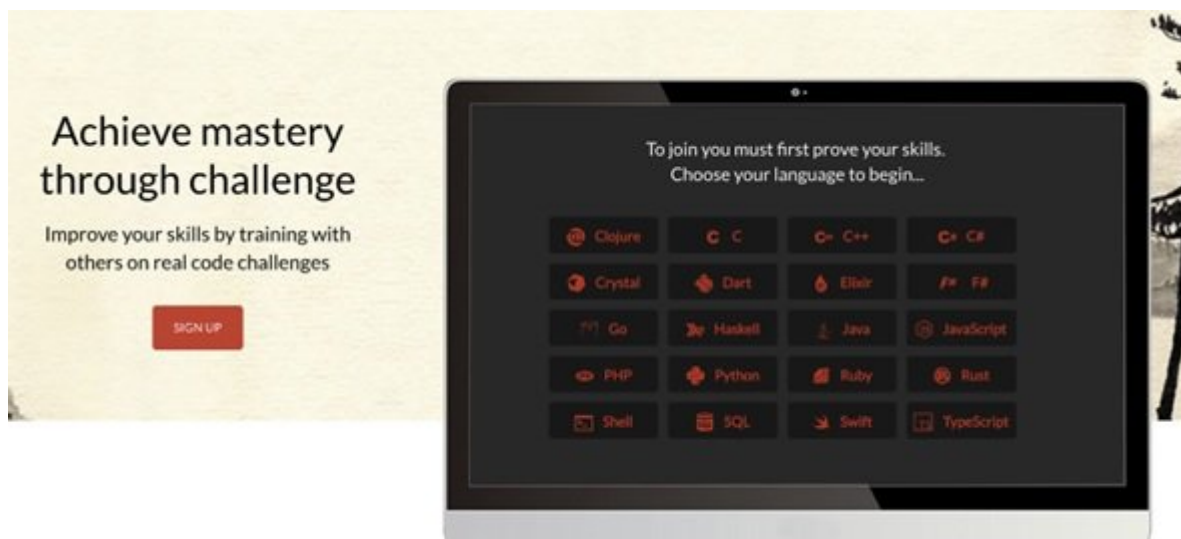 Achieve mastery
through challenge
Improve your skills by training with
others on real code challenges
SIGN UP
To join you must first prove your skills.
Choose your language to begin...
Clojure
C
C++
C#
Crystal
Dart
Elixir
F#
Go
Haskell
Java
JavaScript
PHP
Python
Ruby
Rust
Shell
SQL
Swift
TypeScript